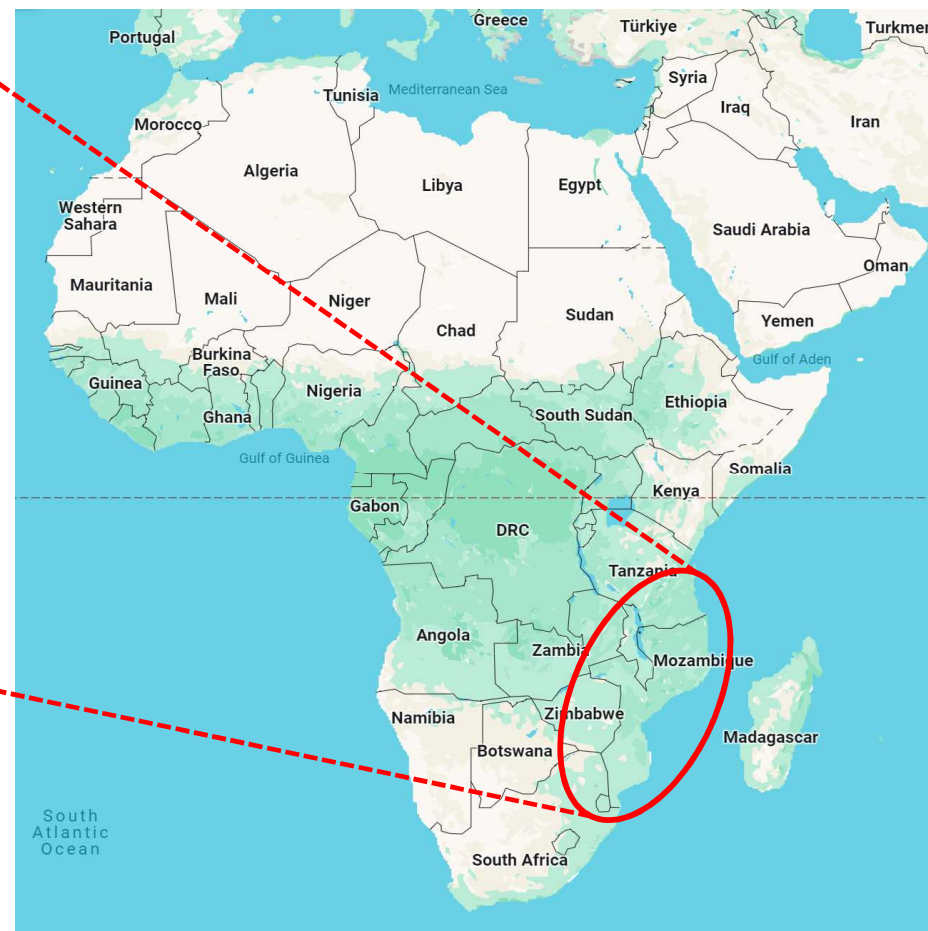 Greece
Türkiye
Portugal
Turkmen
Syria
Tunisia
Mediterranean Sea
Iraq
Morocco
Iran
Algeria
Libya
Egypt
Western
Sahara
Saudi Arabia
Oman
Mauritania
Mali
Niger
Sudan
Yemen
Chad
Burkina
Faso
Gulf of Aden
Guinea
Nigeria
Ethiopia
Ghana
South Sudan
Gulf of Guinea
Somalia
Kenya
Gabon
DRC
Tanzania
Angola
Zambia
Mozambique
Namibia
Zimbabwe
Madagascar
Botswana
South
Atlantic
Ocean
South Africa